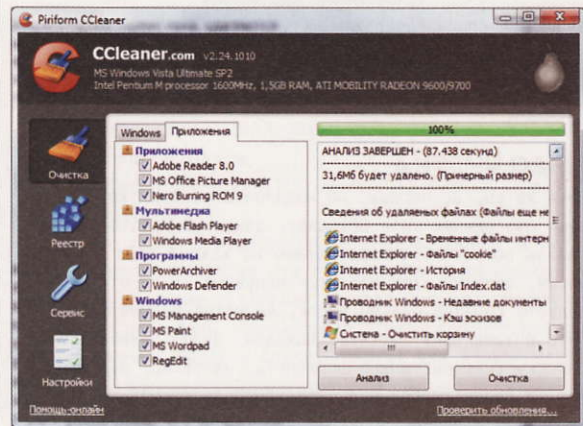 Piriform CCleaner
CCleaner.com v2.24.1010
MS Windows Vista Ultimate SP2
Intel Pentium M processor 1600MHz, 1,5GB RAM, ATI MOBILITY RADEON 9600/9700
Очистка
Реестр
Сервис
Настройки
Windows
Приложения
Приложения
Adobe Reader 8.0
MS Office Picture Manager
Nero Burning ROM 9
Мультимедиа
Adobe Flash Player
Windows Media Player
Программы
PowerArchiver
Windows Defender
Windows
MS Management Console
MS Paint
MS Wordpad
RegEdit
100%
АНАЛИЗ ЗАВЕРШЕН - (87.438 секунд)
31,6Мб будет удалено. (Примерный размер)
Сведения об удаляемых файлах (Файлы еще не
Internet Explorer - Временные файлы интерн
Internet Explorer - Файлы "cookie"
Internet Explorer - История
Internet Explorer - Файлы Index.dat
Проводник Windows - Недавние документы
Проводник Windows - Кэш эскизов
Система - Очистить корзину
Анализ
Очистка
Помощь-онлайн
Проверить обновления...